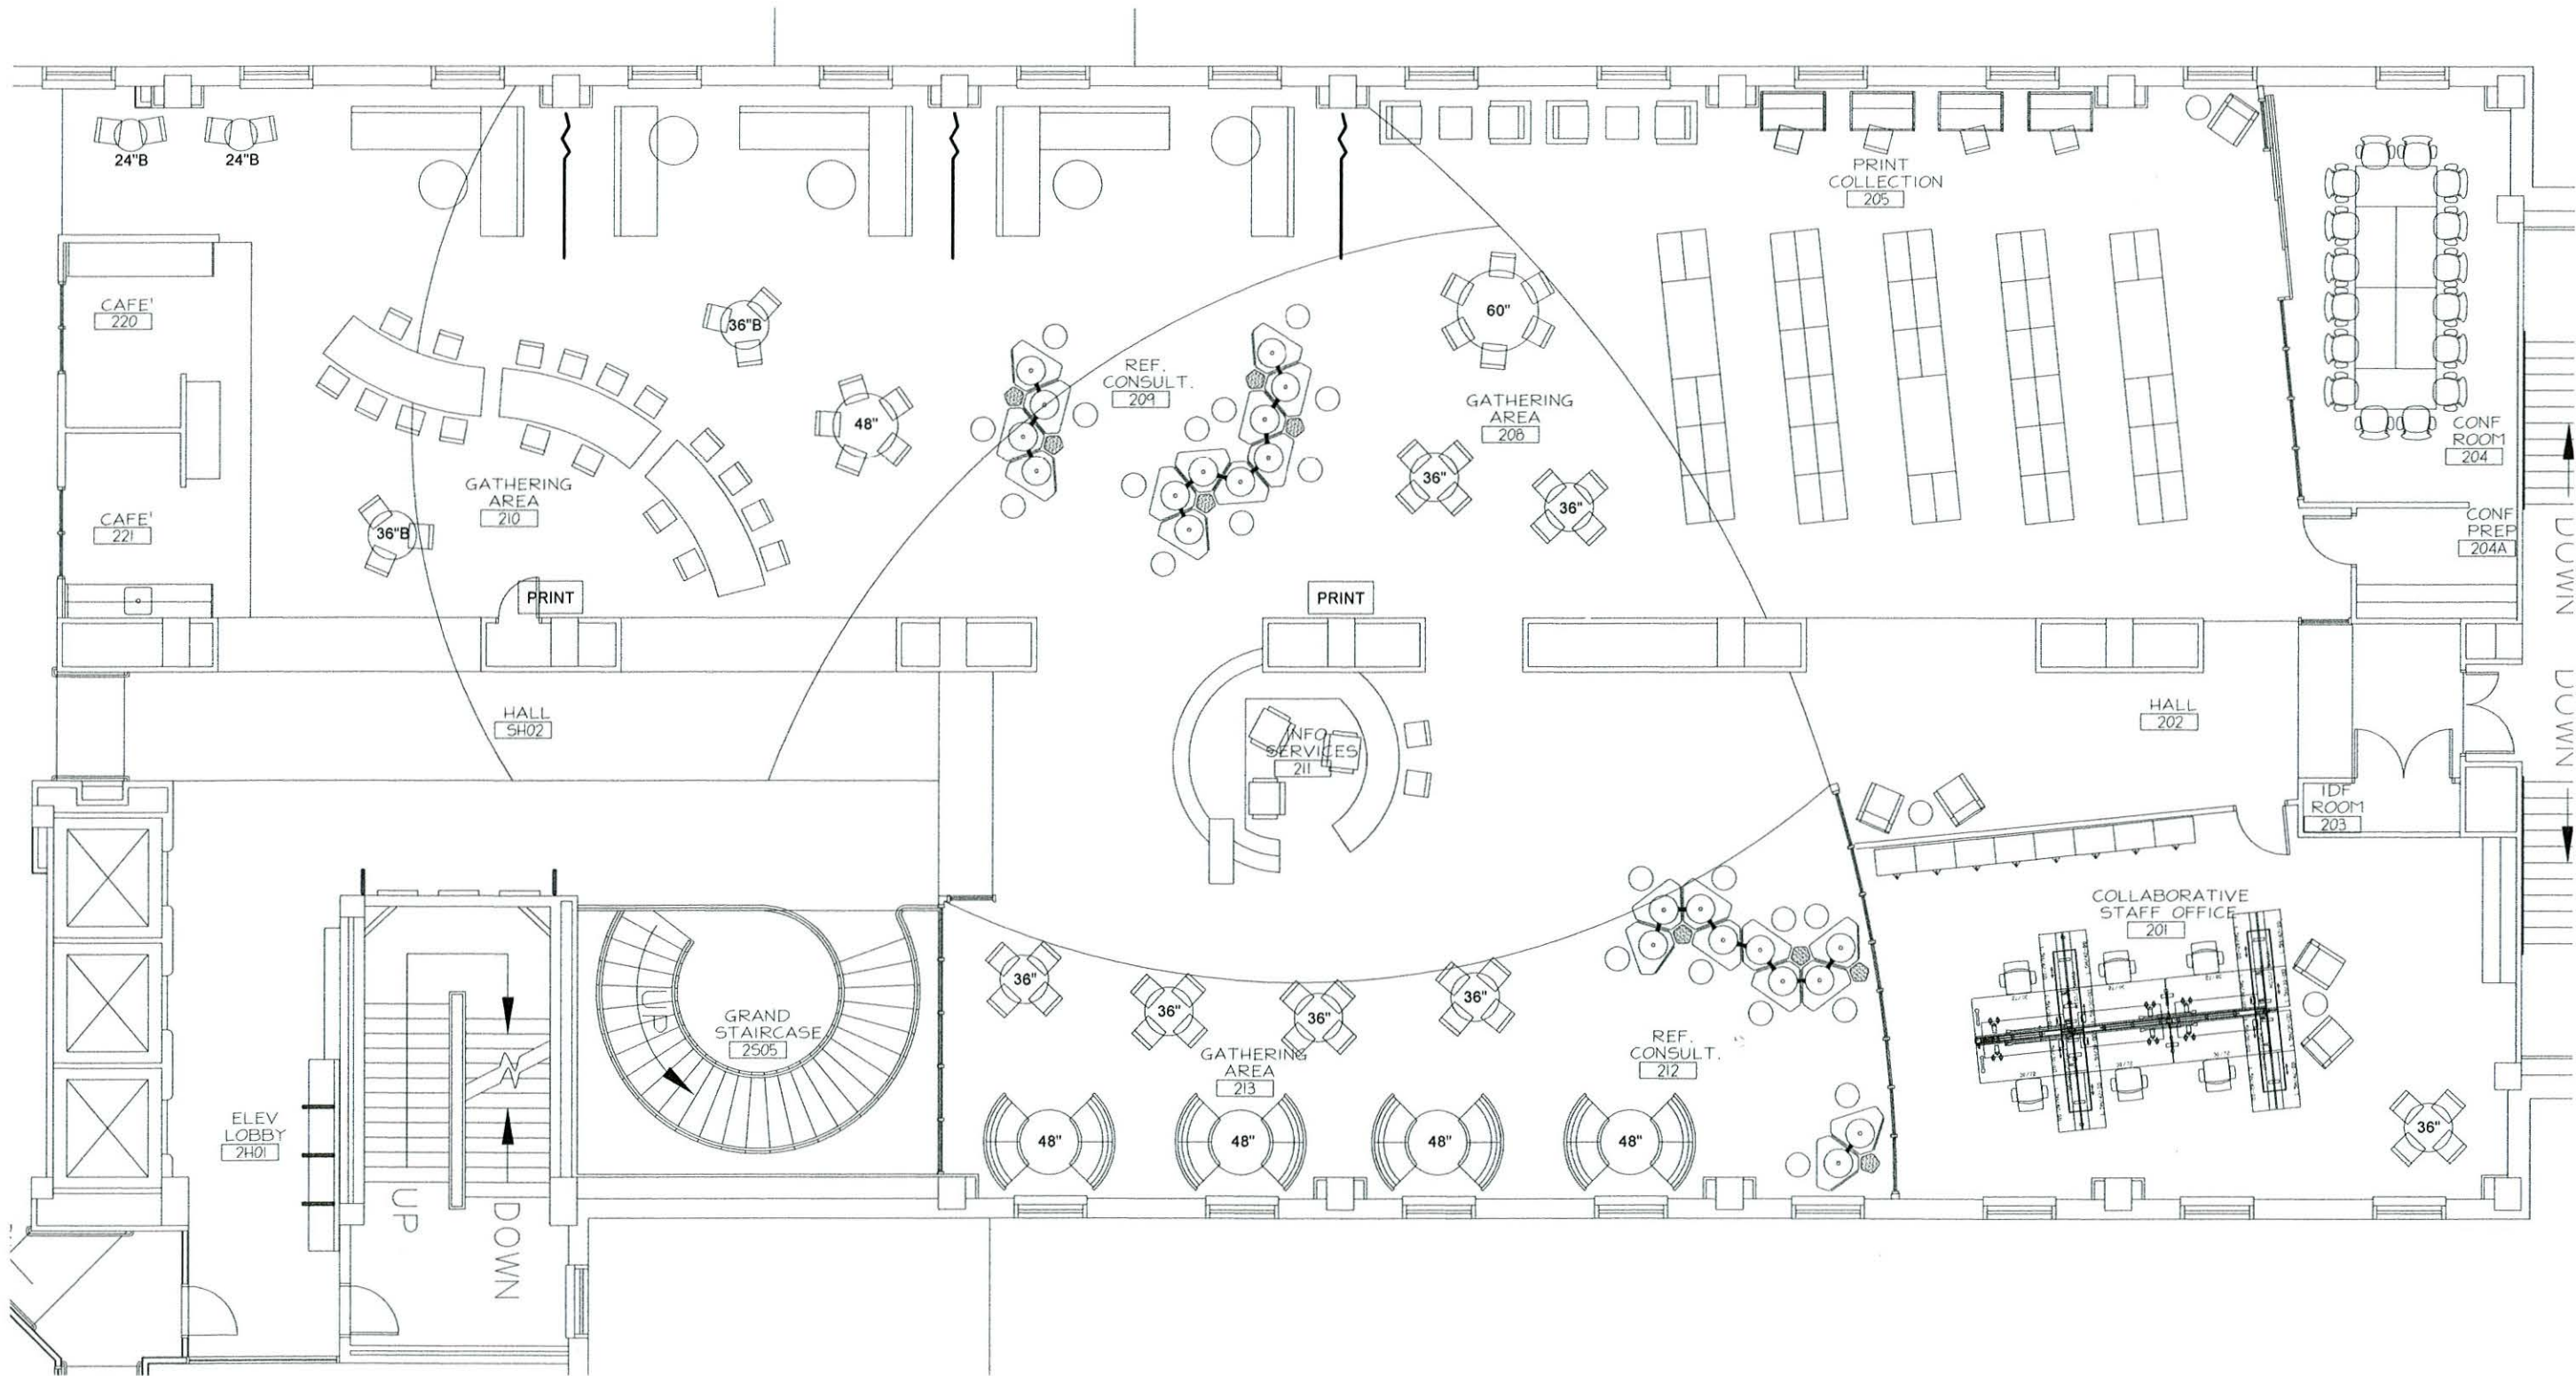 24"B
24"B
PRINT
COLLECTION
205
CAFE'
220
36"B
60"
REF.
CONSULT.
209
GATHERING
AREA
208
48"
CONF
ROOM
204
36"
36"
GATHERING
AREA
210
CAFE'
221
36"B
CONF
PREP
204A
DOWN
PRINT
PRINT
HALL
SH02
INFO
SERVICES
211
HALL
202
DOWN
IDF
ROOM
203
COLLABORATIVE
STAFF OFFICE
201
36"
36"
36"
36"
UP
GRAND
STAIRCASE
2S05
GATHERING
AREA
213
REF.
CONSULT.
212
ELEV
LOBBY
2H01
48"
48"
48"
48"
36"
UP
DOWN